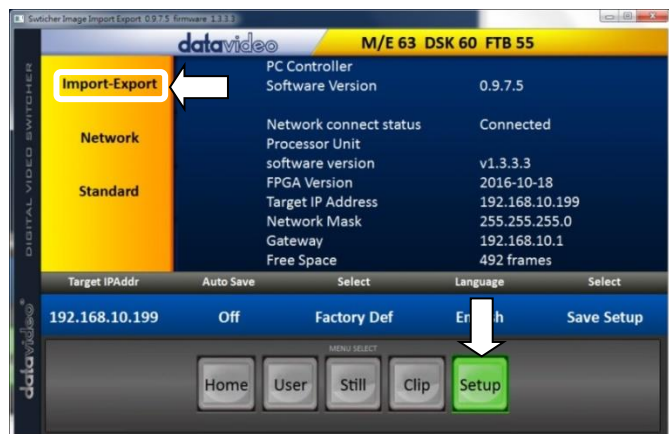 Swticher Image Import Export 0.9.7.5 firmware 1.3.3.3
datavideo M/E 63 DSK 60 FTB 55
DIGITAL VIDEO SWITCHER
Import-Export
Network
Standard
PC Controller
Software Version 0.9.7.5
Network connect status Connected
Processor Unit
software version v1.3.3.3
FPGA Version 2016-10-18
Target IP Address 192.168.10.199
Network Mask 255.255.255.0
Gateway 192.168.10.1
Free Space 492 frames
Target IPAddr Auto Save Select Language Select
192.168.10.199 Off Factory Def Save Setup
datavideo
MENU SELECT
Home User Still Clip Setup